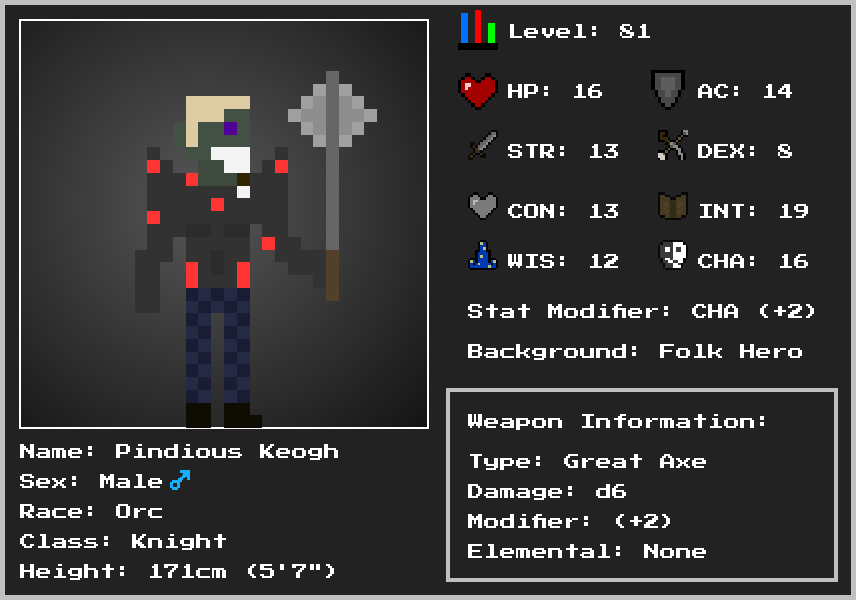 Level: 81
HP: 16 AC: 14
STR: 13 DEX: 8
CON: 13 INT: 19
WIS: 12 CHA: 16
Stat Modifier: CHA (+2)
Background: Folk Hero
Weapon Information:
Type: Great Axe
Damage: d6
Modifier: (+2)
Elemental: None
Name: Pindious Keogh
Sex: Male ♂
Race: Orc
Class: Knight
Height: 171cm (5'7")